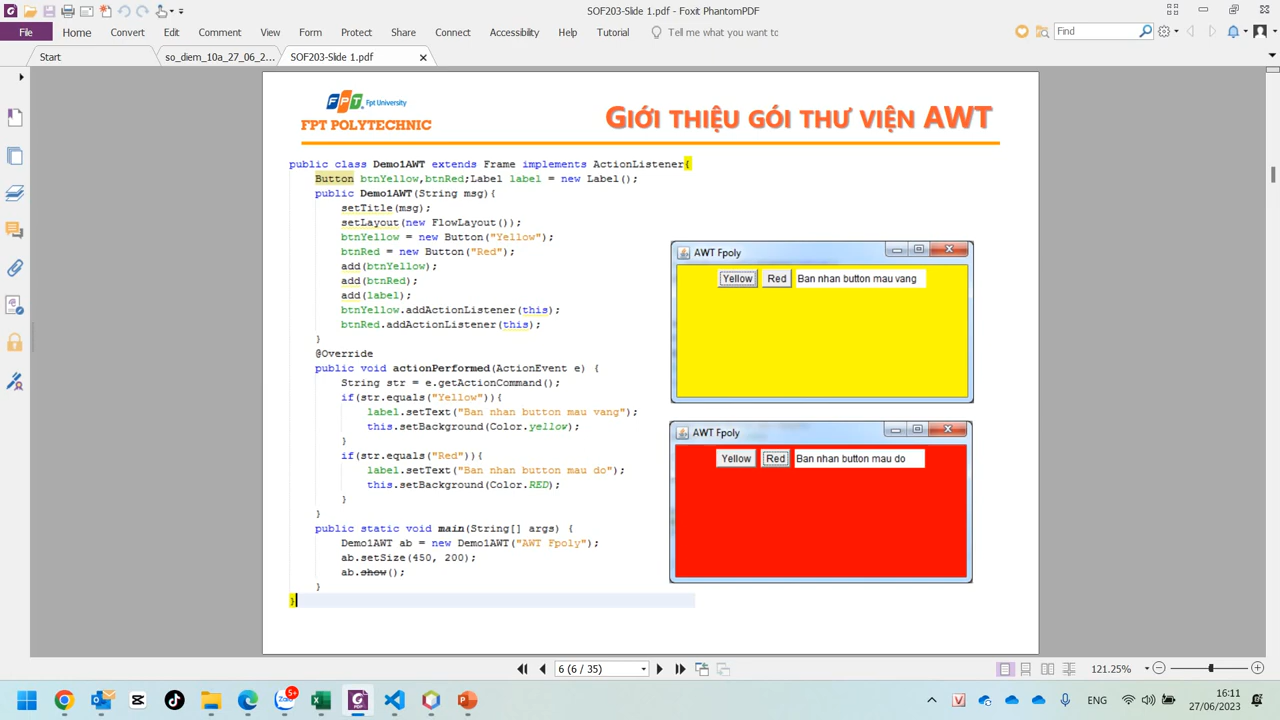 SOF203-Slide 1.pdf - Foxit PhantomPDF
File Home Convert Edit Comment View Form Protect Share Connect Accessibility Help Tutorial Tell me what you want tc Find
Start so_diem_10a_27_06_2... SOF203-Slide 1.pdf
FPT Fpt University
FPT POLYTECHNIC
GIỚI THIỆU GÓI THƯ VIỆN AWT
public class Demo1AWT extends Frame implements ActionListener{
Button btnYellow,btnRed;Label label = new Label();
public Demo1AWT(String msg){
setTitle(msg);
setLayout(new FlowLayout());
btnYellow = new Button("Yellow");
btnRed = new Button("Red");
add(btnYellow);
add(btnRed);
add(label);
btnYellow.addActionListener(this);
btnRed.addActionListener(this);
}
@Override
public void actionPerformed(ActionEvent e) {
String str = e.getActionCommand();
if(str.equals("Yellow")){
label.setText("Ban nhan button mau vang");
this.setBackground(Color.yellow);
}
if(str.equals("Red")){
label.setText("Ban nhan button mau do");
this.setBackground(Color.RED);
}
}
public static void main(String[] args) {
Demo1AWT ab = new Demo1AWT("AWT Fpoly");
ab.setSize(450, 200);
ab.show();
}
}
AWT Fpoly
Yellow Red Ban nhan button mau vang
AWT Fpoly
Yellow Red Ban nhan button mau do
6 (6 / 35) 121.25%
Zalo 5+ ENG 16:11
27/06/2023